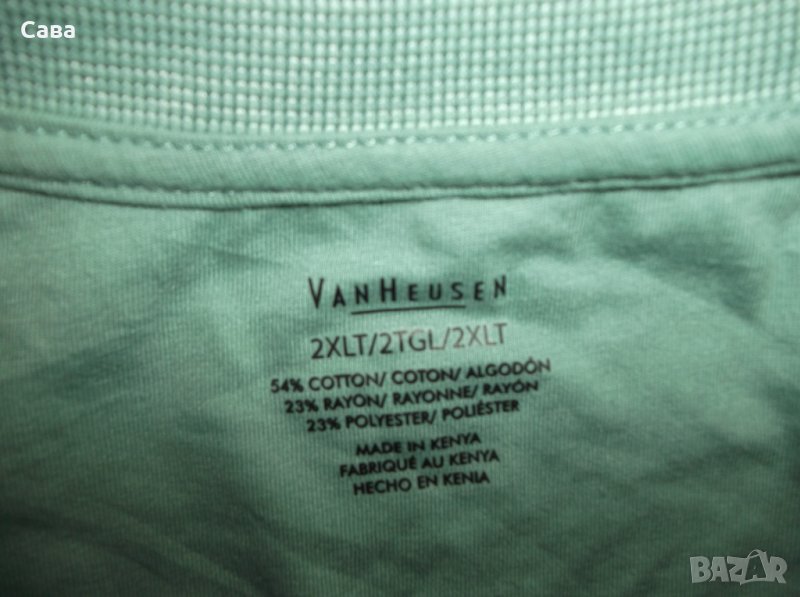 Сава
VANHEUSEN
2XLT/2TGL/2XLT
54% COTTON/ COTON/ ALGODÓN
23% RAYON/ RAYONNE/ RAYÓN
23% POLYESTER/ POLIÉSTER
MADE IN KENYA
FABRIQUÉ AU KENYA
HECHO EN KENIA
BAZAR